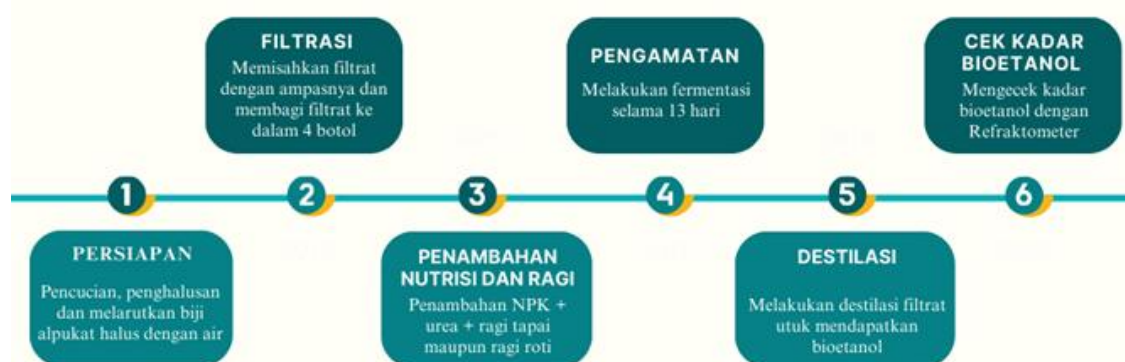 1
PERSIAPAN
Pencucian, penghalusan
dan melarutkan biji
alpukat halus dengan air
2
FILTRASI
Memisahkan filtrat
dengan ampasnya dan
membagi filtrat ke
dalam 4 botol
3
PENAMBAHAN
NUTRISI DAN RAGI
Penambahan NPK +
urea + ragi tapai
maupun ragi roti
4
PENGAMATAN
Melakukan fermentasi
selama 13 hari
5
DESTILASI
Melakukan destilasi filtrat
utuk mendapatkan
bioetanol
6
CEK KADAR
BIOETANOL
Mengecek kadar
bioetanol dengan
Refraktometer